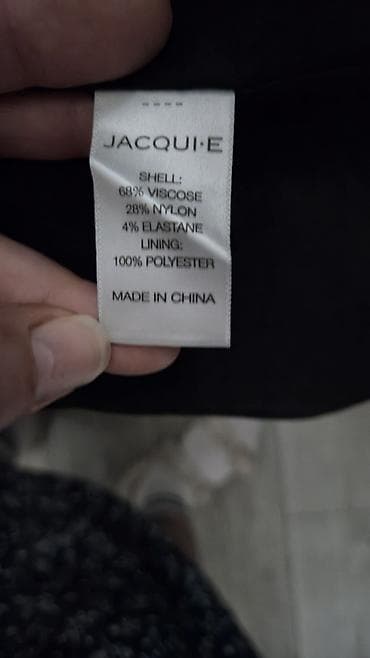 JACQUI·E
SHELL:
68% VISCOSE
28% NYLON
4% ELASTANE
LINING:
100% POLYESTER
MADE IN CHINA